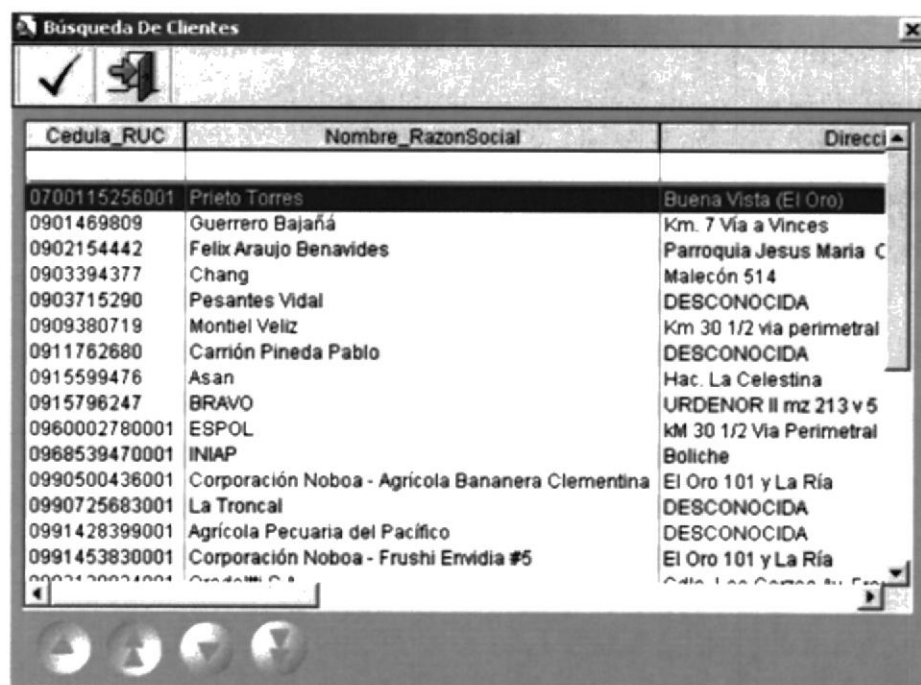 Búsqueda De Clientes
Cedula_RUC Nombre_RazonSocial Direcci
0700115256001 Prieto Torres Buena Vista (El Oro)
0901469809 Guerrero Bajañá Km. 7 Vía a Vinces
0902154442 Felix Araujo Benavides Parroquia Jesus Maria C
0903394377 Chang Malecón 514
0903715290 Pesantes Vidal DESCONOCIDA
0909380719 Montiel Veliz Km 30 1/2 via perimetral
0911762680 Carrión Pineda Pablo DESCONOCIDA
0915599476 Asan Hac. La Celestina
0915796247 BRAVO URDENOR II mz 213 v 5
09600002780001 ESPOL kM 30 1/2 Via Perimetral
0968539470001 INIAP Boliche
0990500436001 Corporación Noboa - Agrícola Bananera Clementina El Oro 101 y La Ría
0990725683001 La Troncal DESCONOCIDA
0991428399001 Agrícola Pecuaria del Pacífico DESCONOCIDA
0991453830001 Corporación Noboa - Frushi Envidia #5 El Oro 101 y La Ría